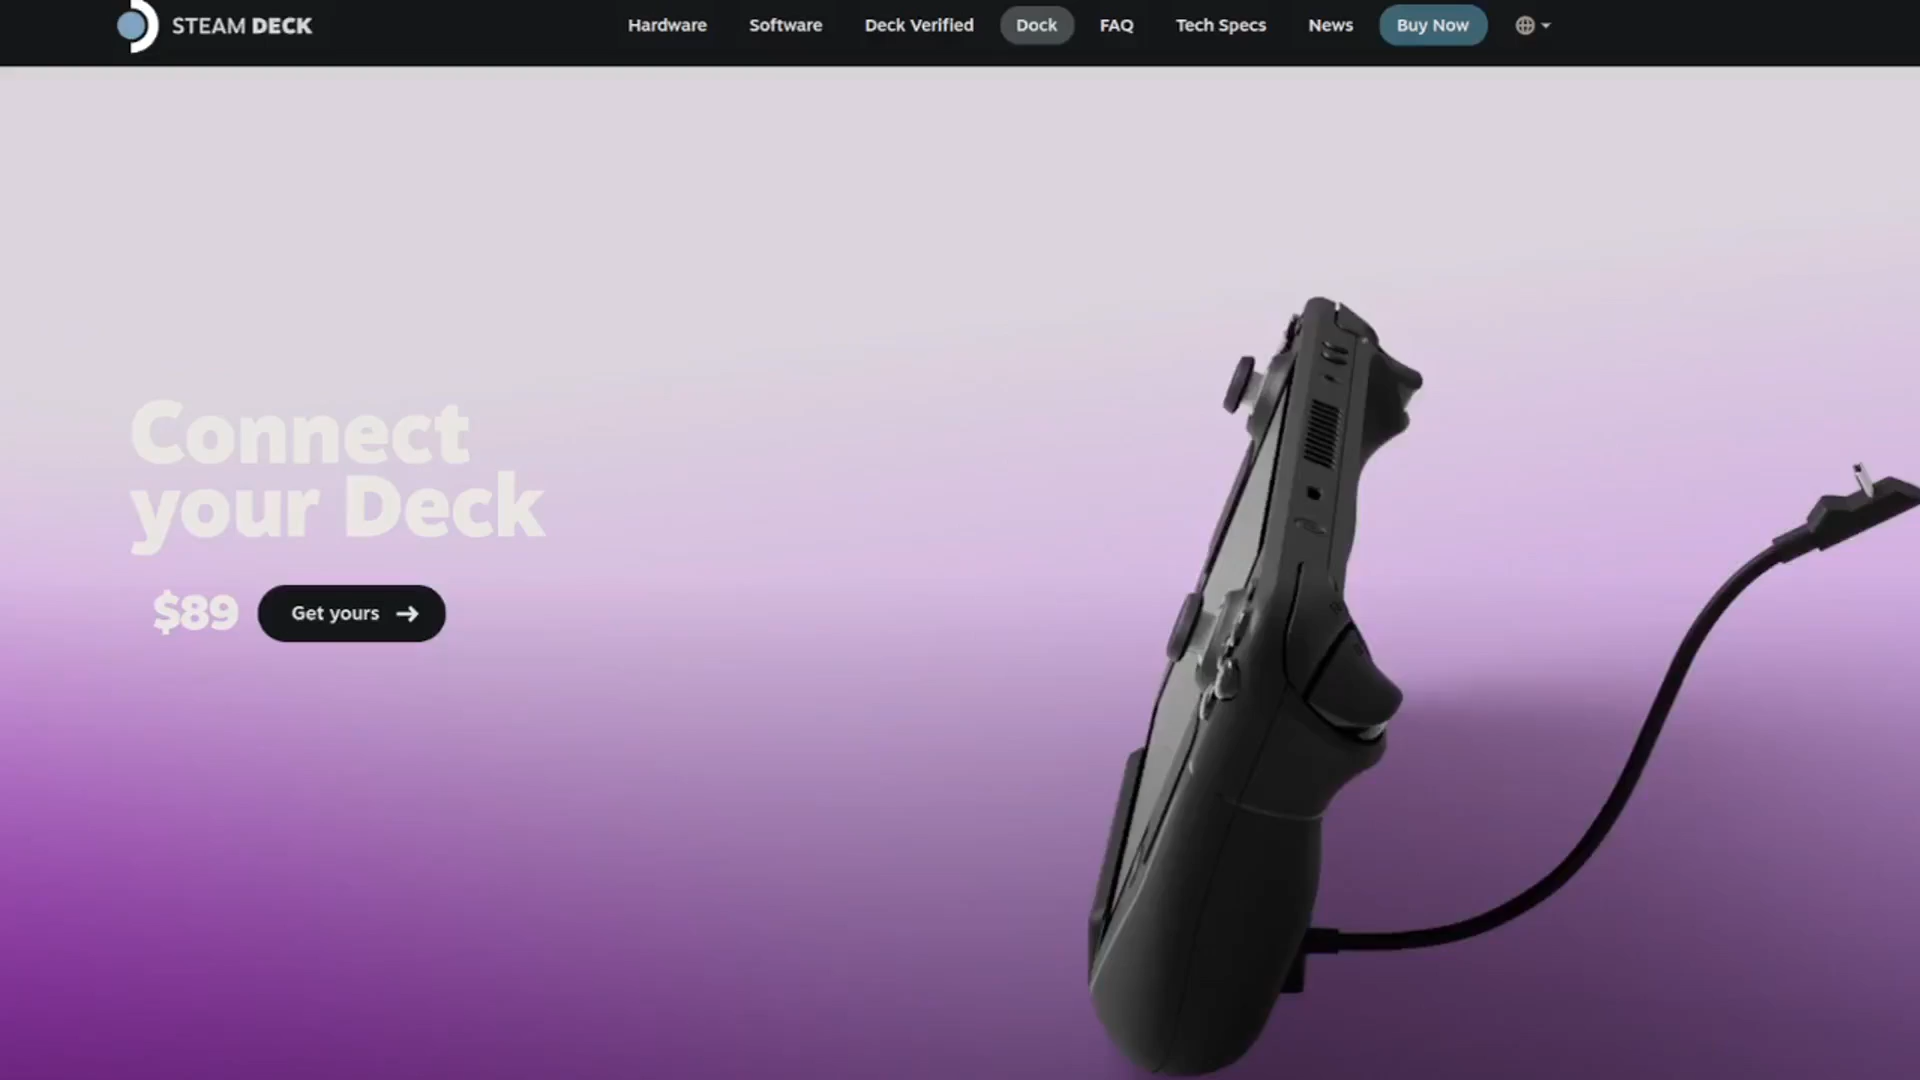 STEAM DECK
Hardware
Software
Deck Verified
Dock
FAQ
Tech Specs
News
Buy Now
Connect
your Deck
$89
Get yours